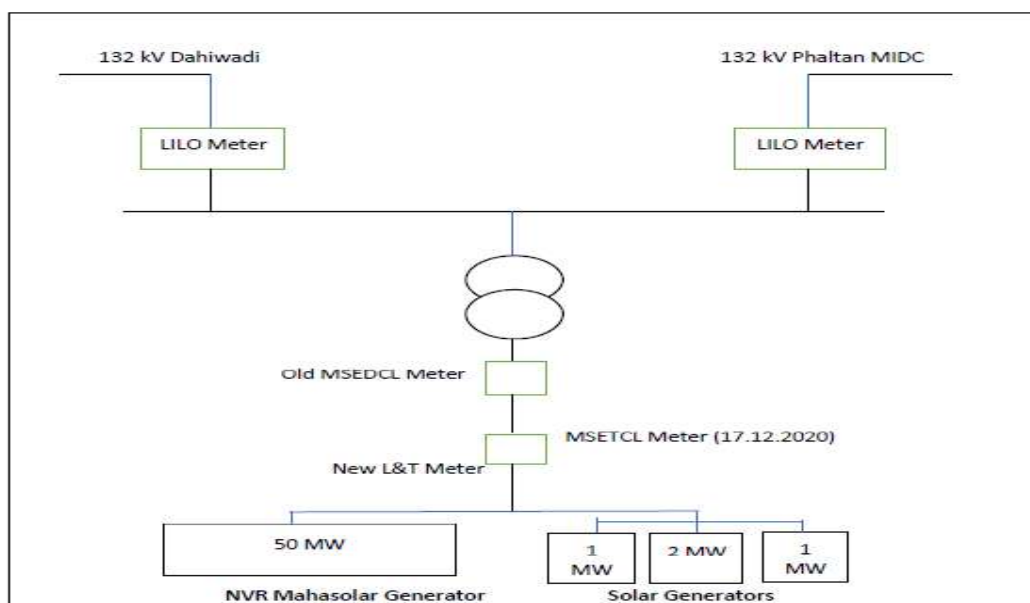 132 kV Dahiwadi
132 kV Phaltan MIDC
LILO Meter
LILO Meter
Old MSEDCL Meter
MSETCL Meter (17.12.2020)
New L&T Meter
50 MW
1
MW
2 MW
1
MW
NVR Mahasolar Generator
Solar Generators